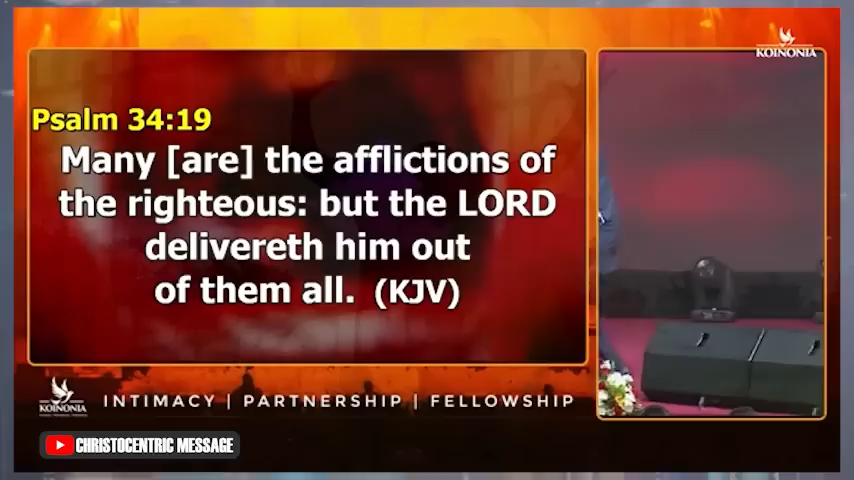 KOINONIA
Psalm 34:19
Many [are] the afflictions of
the righteous: but the LORD
delivereth him out
of them all. (KJV)
KOINONIA
INTIMACY | PARTNERSHIP | FELLOWSHIP
CHRISTOCENTRIC MESSAGE